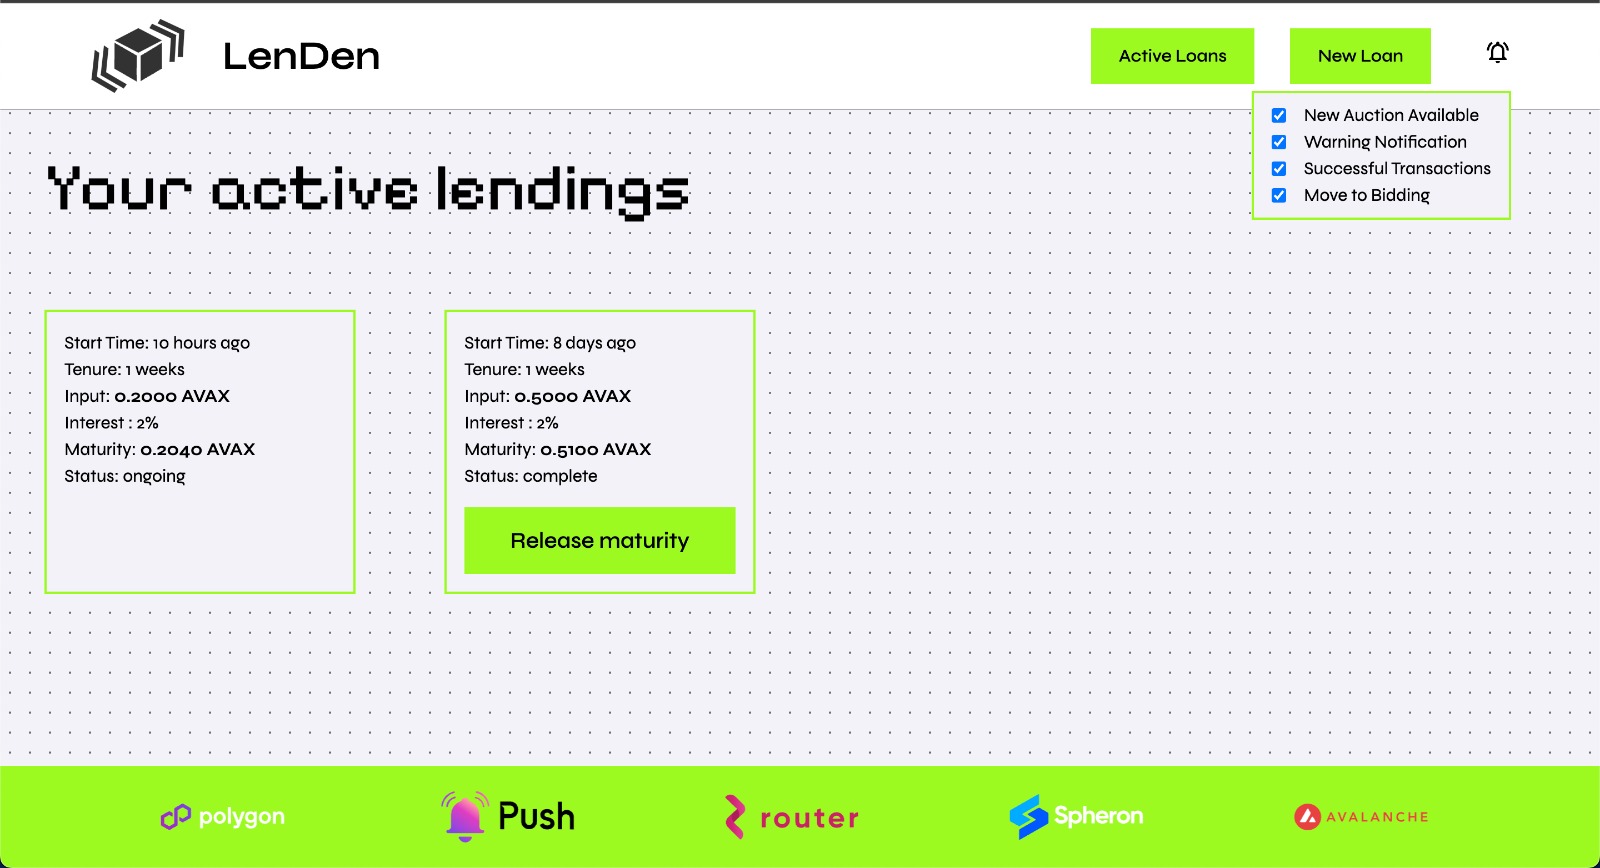 LenDen
Active Loans
New Loan
New Auction Available
Warning Notification
Successful Transactions
Move to Bidding
Your active lendings
Start Time: 10 hours ago
Tenure: 1 weeks
Input: 0.2000 AVAX
Interest : 2%
Maturity: 0.2040 AVAX
Status: ongoing
Start Time: 8 days ago
Tenure: 1 weeks
Input: 0.5000 AVAX
Interest : 2%
Maturity: 0.5100 AVAX
Status: complete
Release maturity
polygon
Push
router
Spheron
AVALANCHE